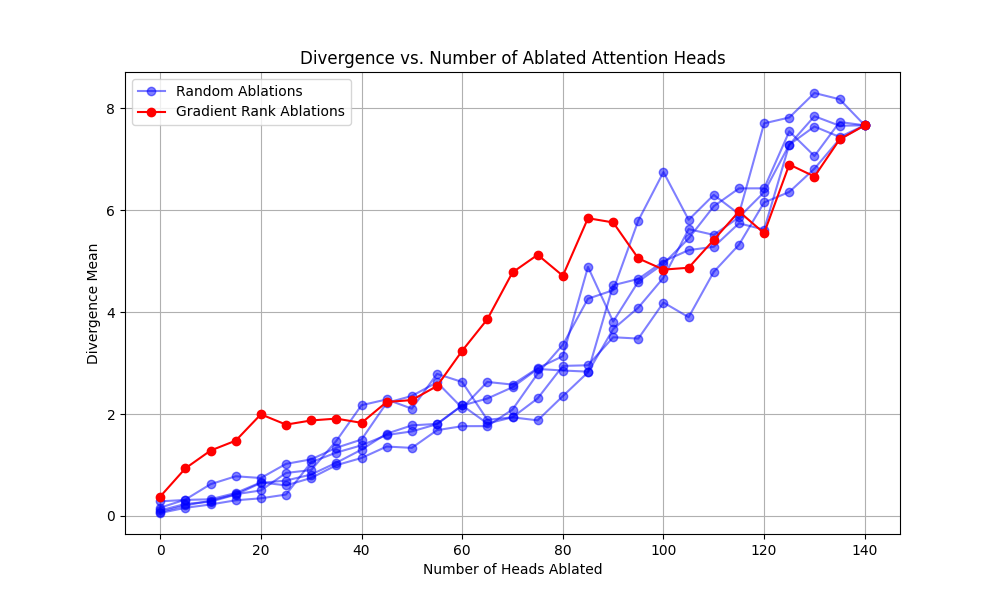 Divergence vs. Number of Ablated Attention Heads
Random Ablations
Gradient Rank Ablations
Divergence Mean
8
6
4
2
0
0 20 40 60 80 100 120 140
Number of Heads Ablated